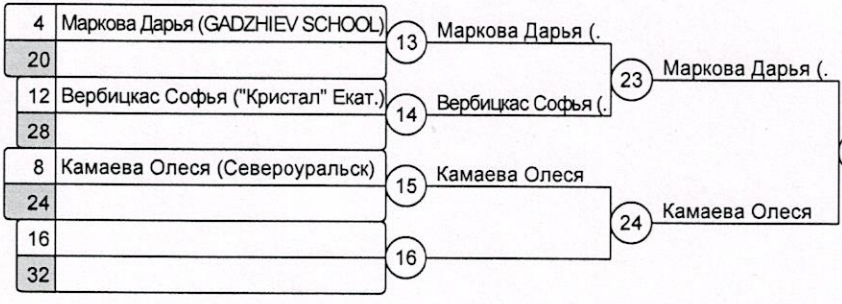 4 Маркова Дарья (GADZHIEV SCHOOL)
20
12 Вербицкас Софья ("Кристал" Екат.)
28
8 Камаева Олеся (Североуральск)
24
16
32
13 Маркова Дарья (.
14 Вербицкас Софья (.
15 Камаева Олеся
16
23 Маркова Дарья (.
24 Камаева Олеся